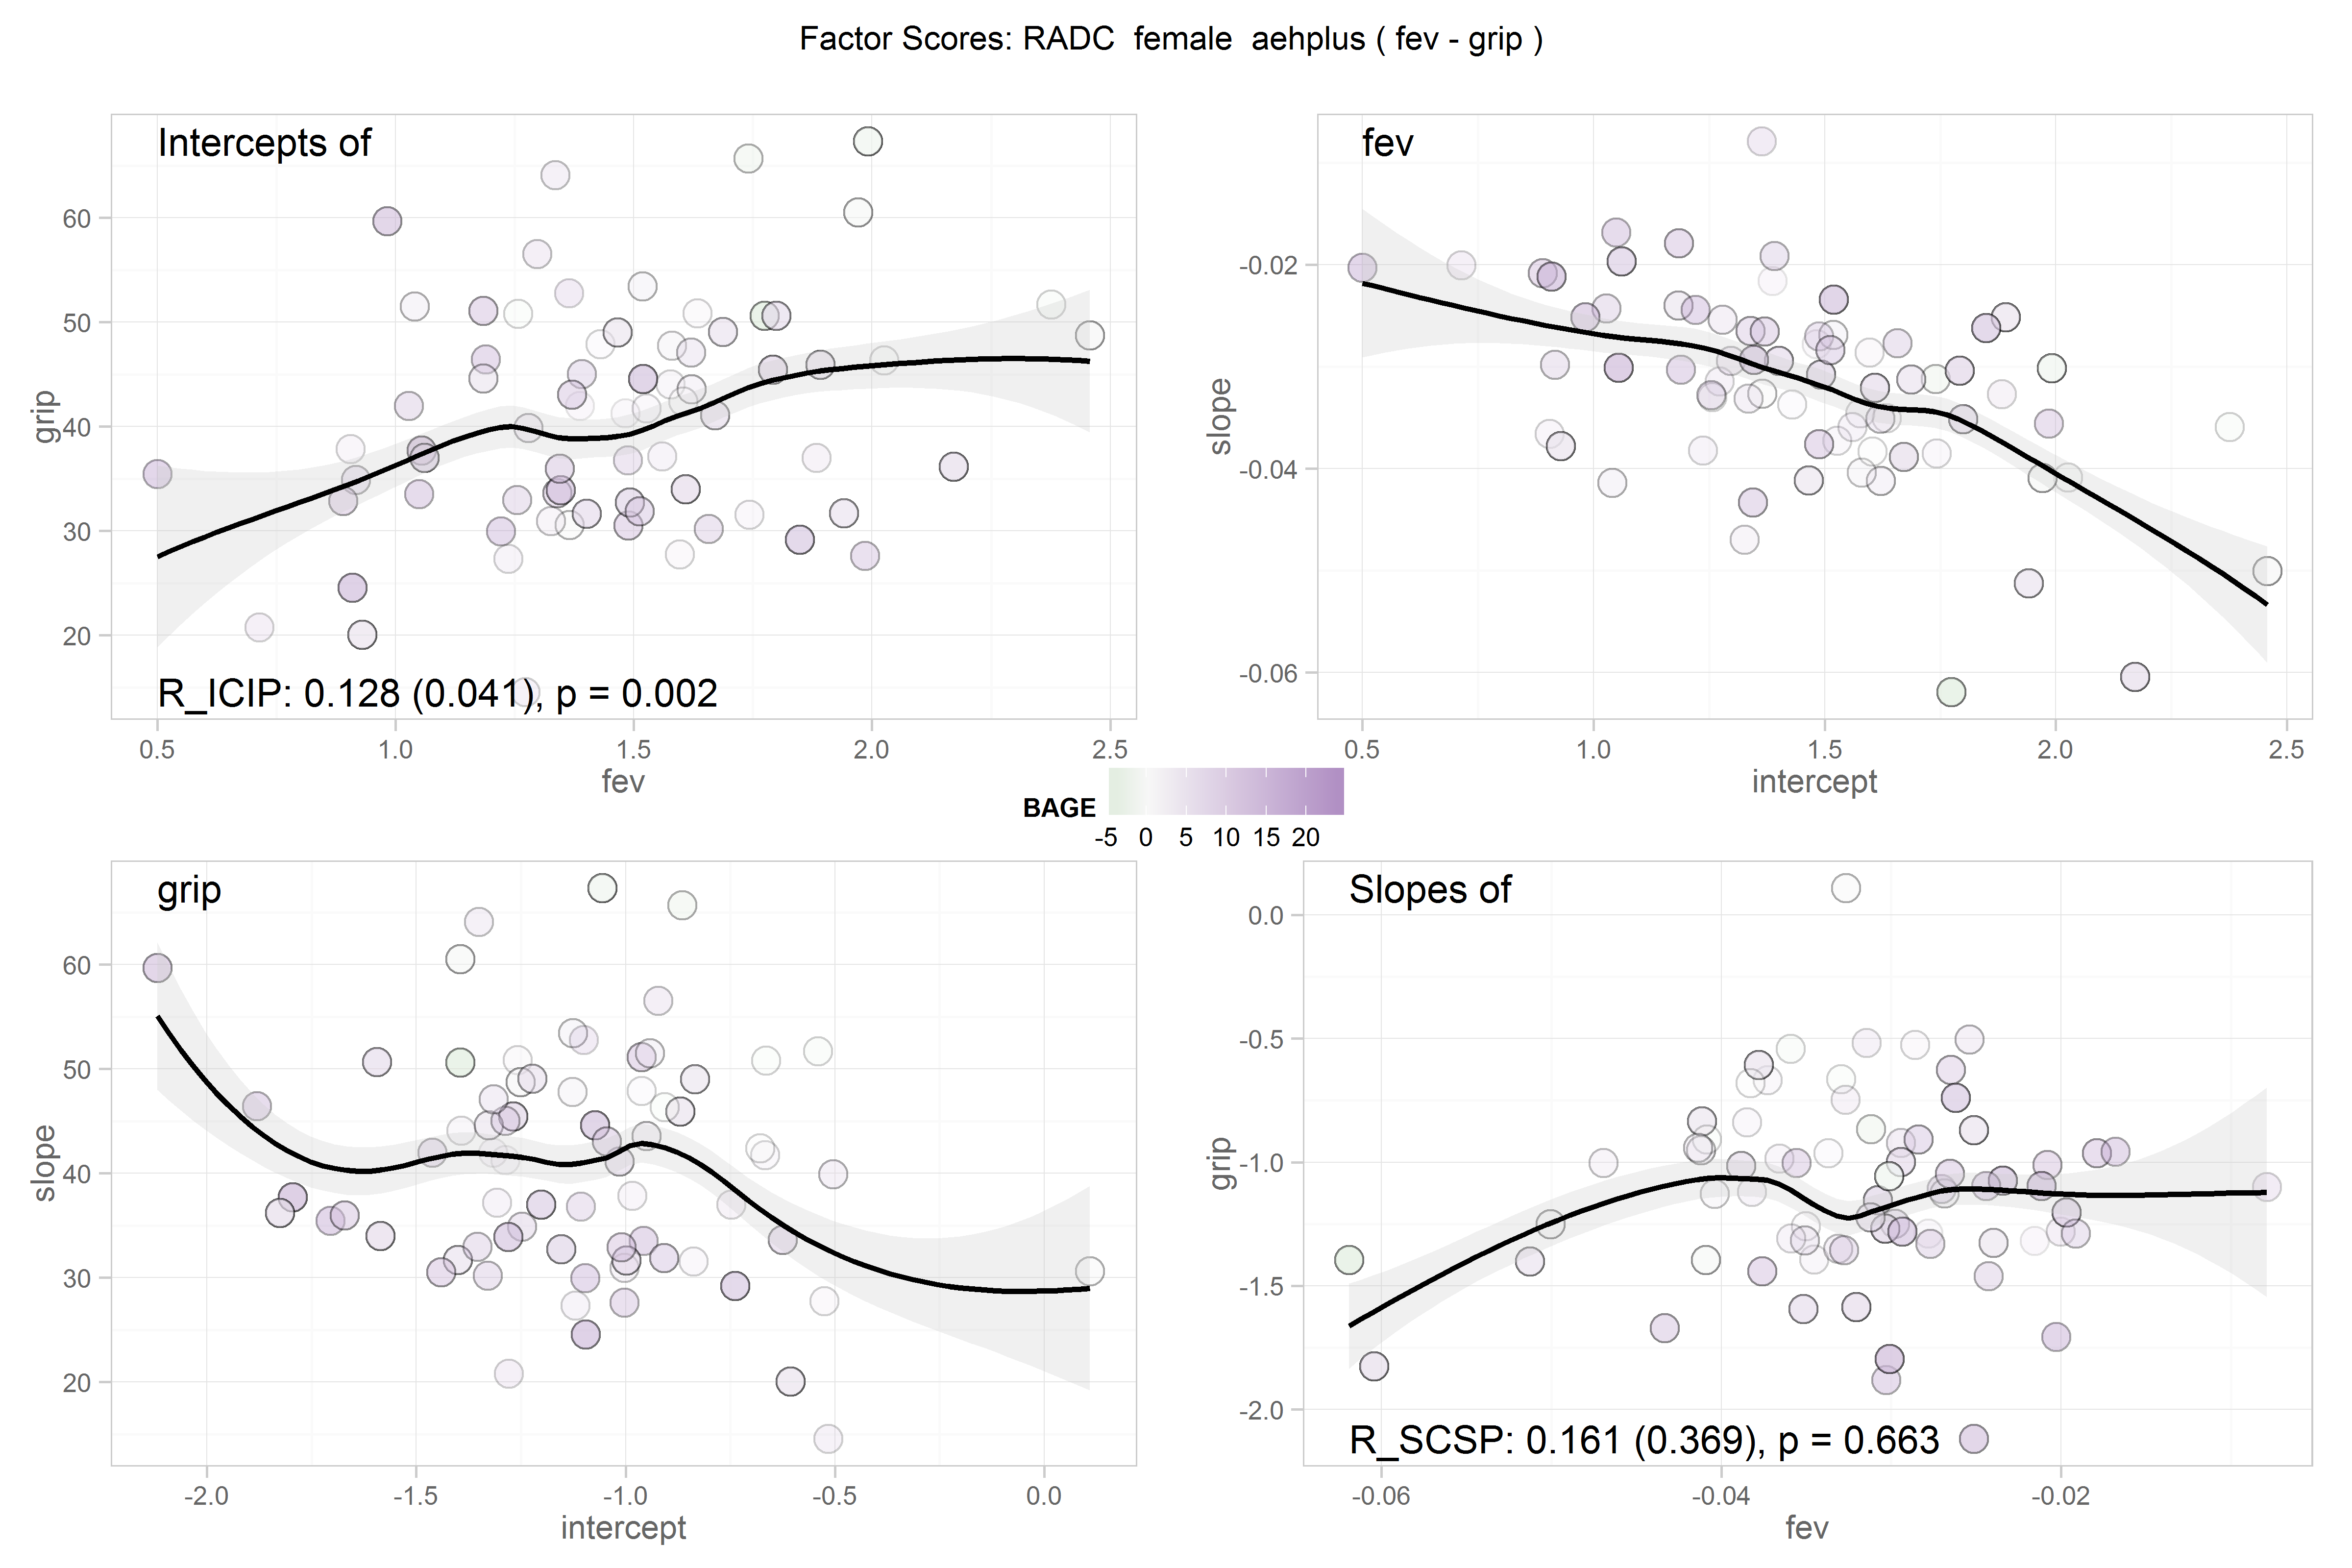 Factor Scores: RADC female aehplus ( fev - grip )
Intercepts of
grip
60
50
40
30
20
R_ICIP: 0.128 (0.041), p = 0.002
0.5 1.0 1.5 2.0 2.5
fev
fev
slope
-0.02
-0.04
-0.06
0.5 1.0 1.5 2.0 2.5
intercept
BAGE
-5 0 5 10 15 20
grip
slope
60
50
40
30
20
-2.0 -1.5 -1.0 -0.5 0.0
intercept
Slopes of
grip
0.0
-0.5
-1.0
-1.5
-2.0
R_SCSP: 0.161 (0.369), p = 0.663
-0.06 -0.04 -0.02
fev